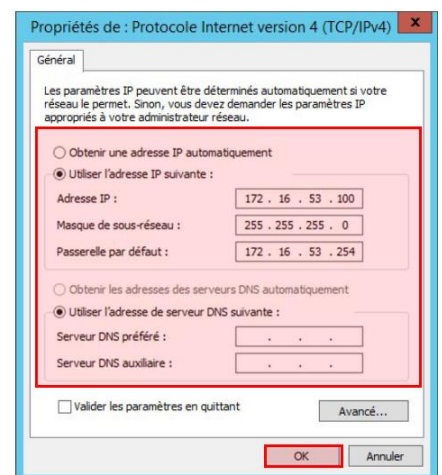 Propriétés de : Protocole Internet version 4 (TCP/IPv4) x
Général
Les paramètres IP peuvent être déterminés automatiquement si votre
réseau le permet. Sinon, vous devez demander les paramètres IP
appropriés à votre administrateur réseau.
Obtenir une adresse IP automatiquement
Utiliser l'adresse IP suivante :
Adresse IP : 172 . 16 . 53 . 100
Masque de sous-réseau : 255 . 255 . 255 . 0
Passerelle par défaut : 172 . 16 . 53 . 254
Obtenir les adresses des serveurs DNS automatiquement
Utiliser l'adresse de serveur DNS suivante :
Serveur DNS préféré : . . .
Serveur DNS auxiliaire : . . .
Valider les paramètres en quittant Avancé...
OK Annuler